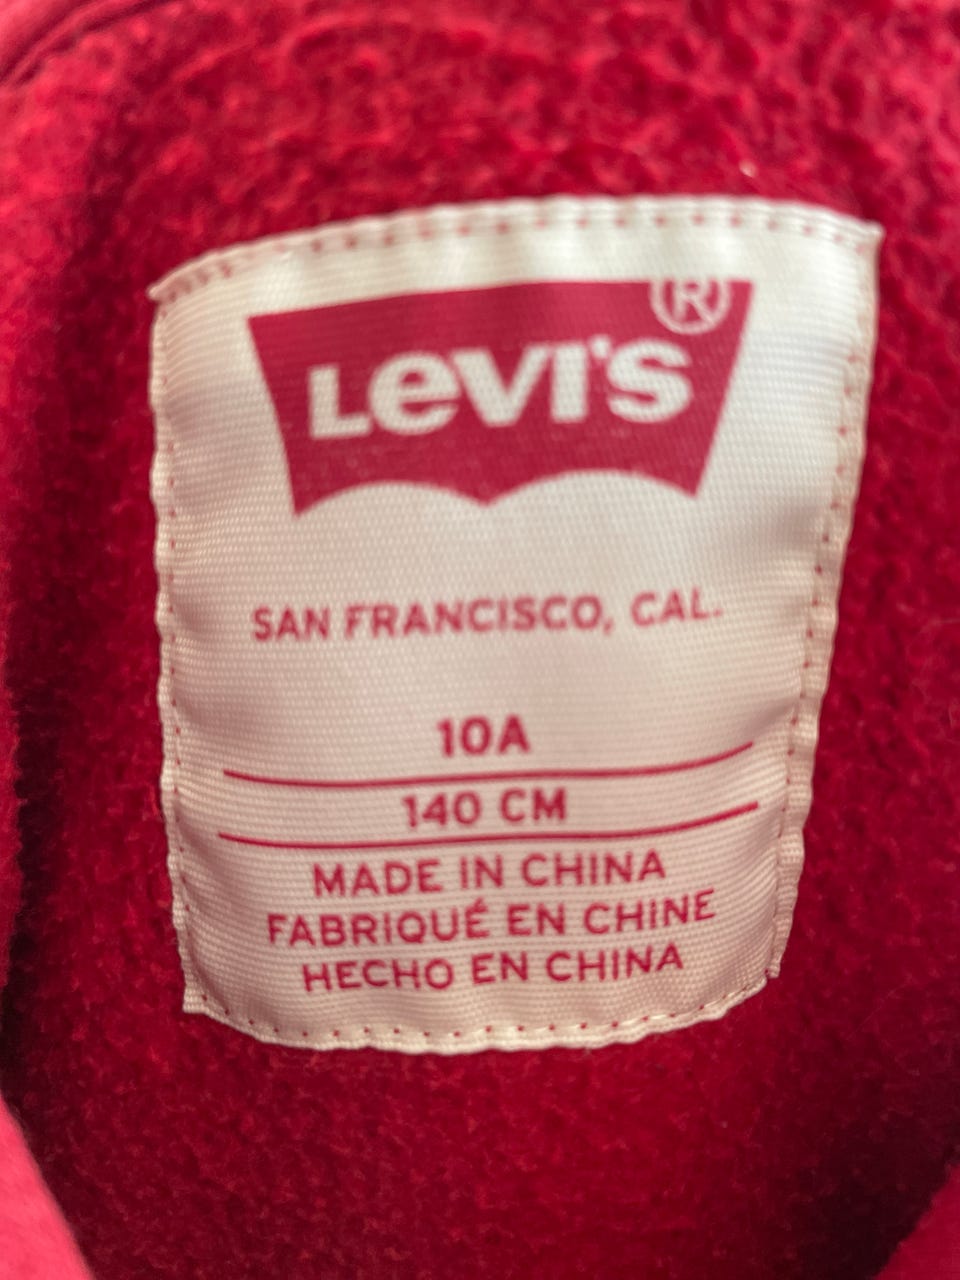 LEVI'S®
SAN FRANCISCO, CAL.
10A
140 CM
MADE IN CHINA
FABRIQUÉ EN CHINE
HECHO EN CHINA